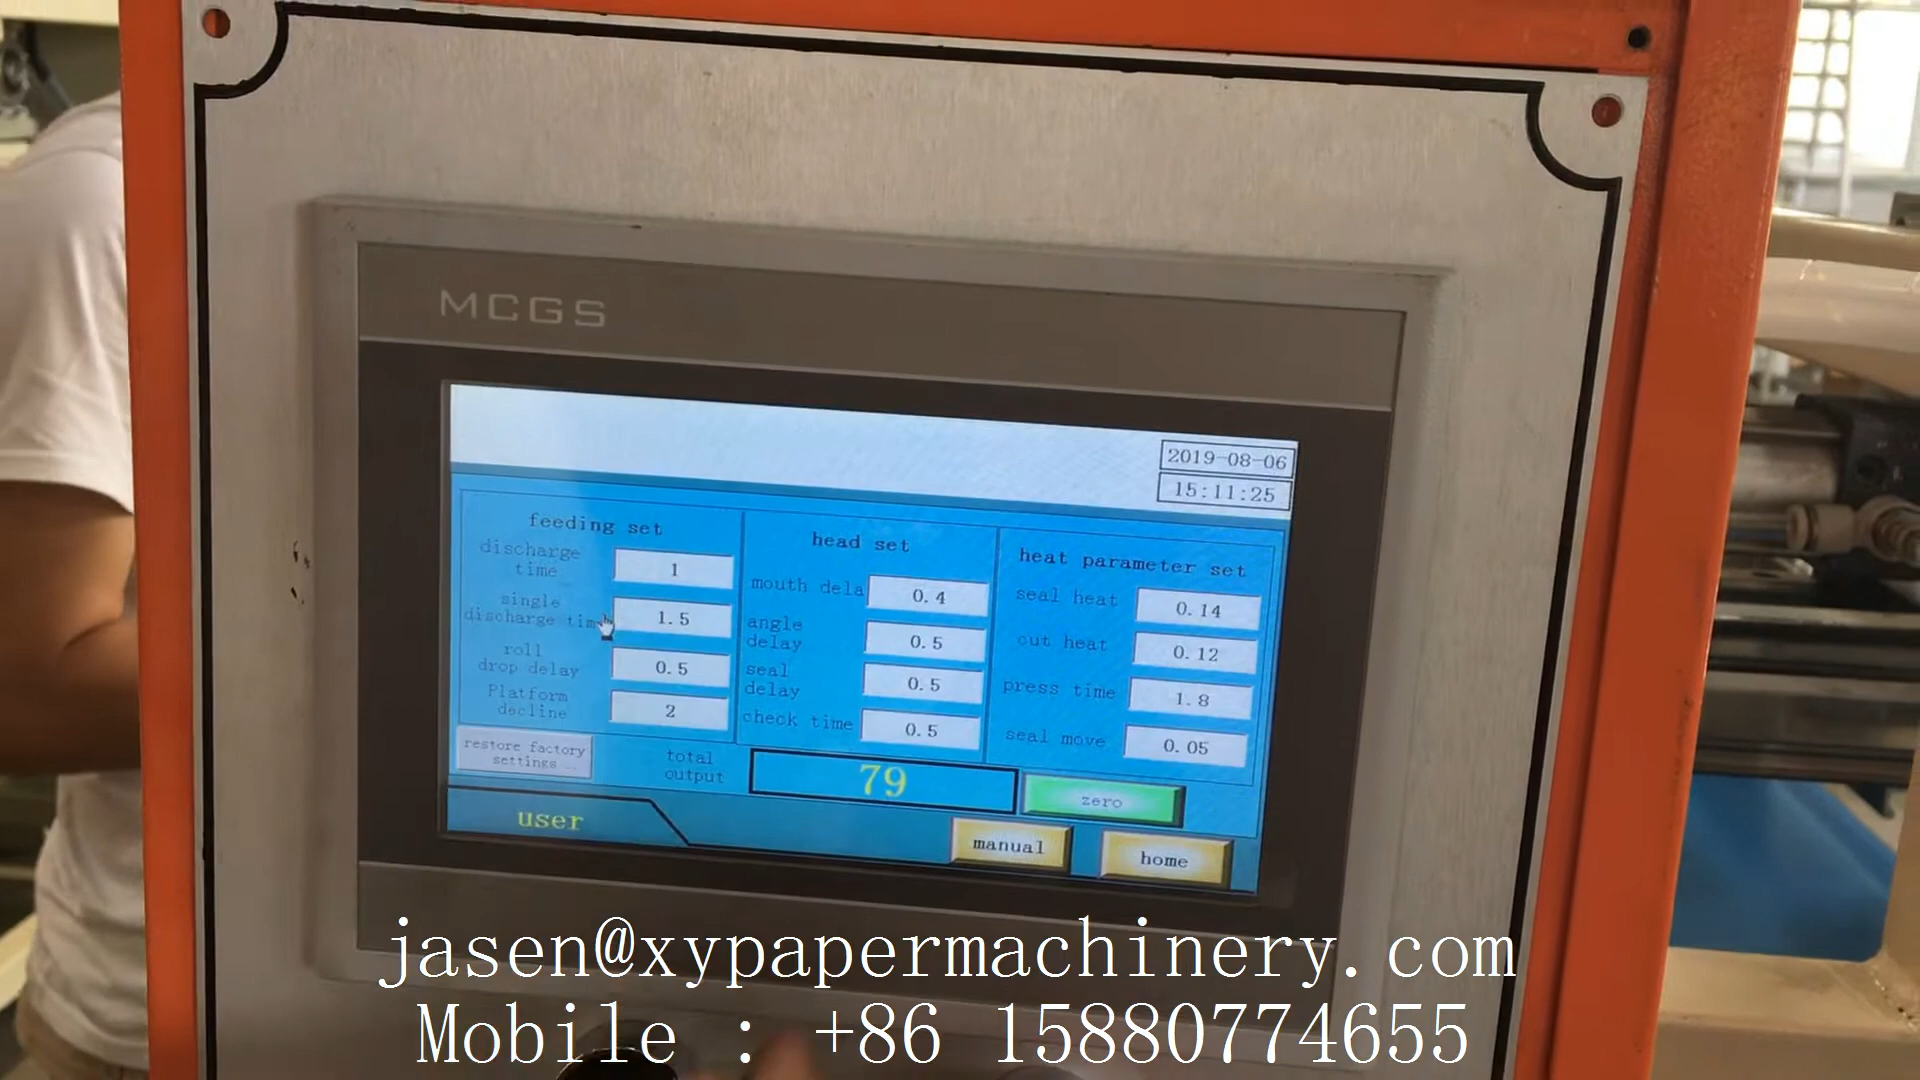 MCGS
2019-08-06
15:11:25
feeding set
discharge
time
1
single
discharge tim
1.5
roll
drop delay
0.5
Platform
decline
2
head set
mouth dela
0.4
angle
delay
0.5
seal
delay
0.5
check time
0.5
heat parameter set
seal heat
0.14
cut heat
0.12
press time
1.8
seal move
0.05
restore factory
settings
total
output
79
zero
user
manual
home
jasen@xypapermachinery.com
Mobile : +86 15880774655